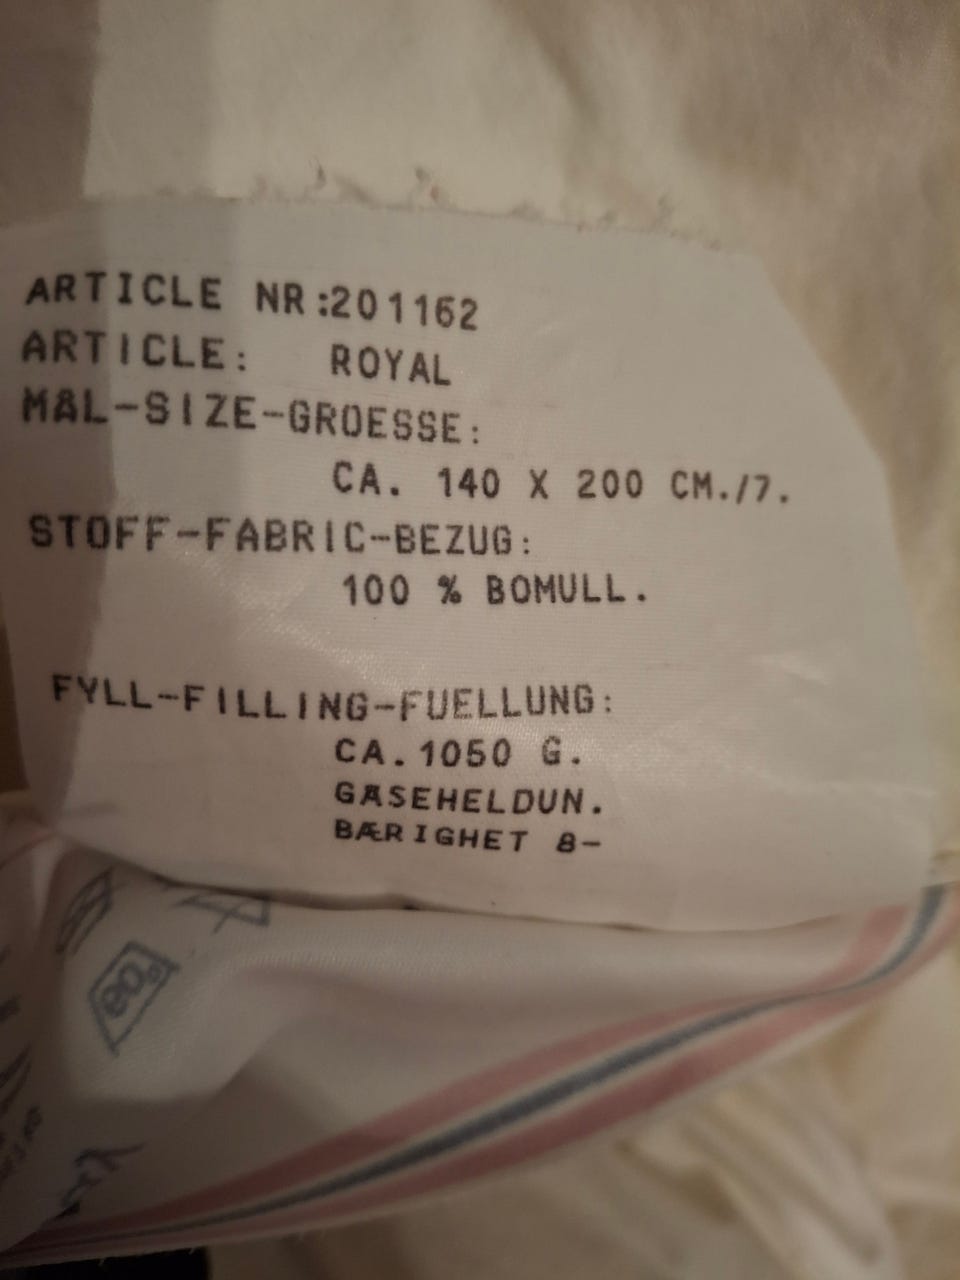 ARTICLE NR:201162
ARTICLE: ROYAL
MÅL-SIZE-GROESSE:
CA. 140 X 200 CM./7.
STOFF-FABRIC-BEZUG:
100 % BOMULL.
FYLL-FILLING-FUELLUNG:
CA.1050 G.
GÅSEHELDUN.
BÆRIGHET 8-